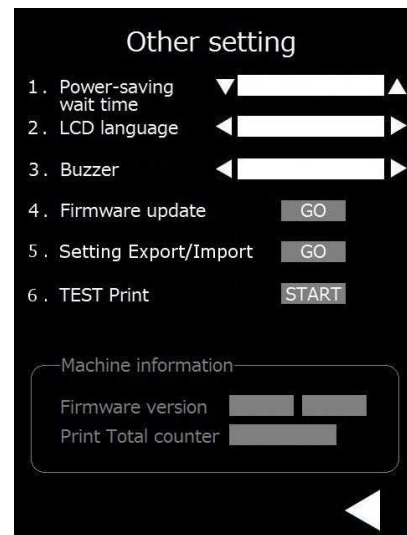 Other setting
1. Power-saving
wait time
2. LCD language
3. Buzzer
4. Firmware update GO
5. Setting Export/Import GO
6. TEST Print START
Machine information
Firmware version
Print Total counter